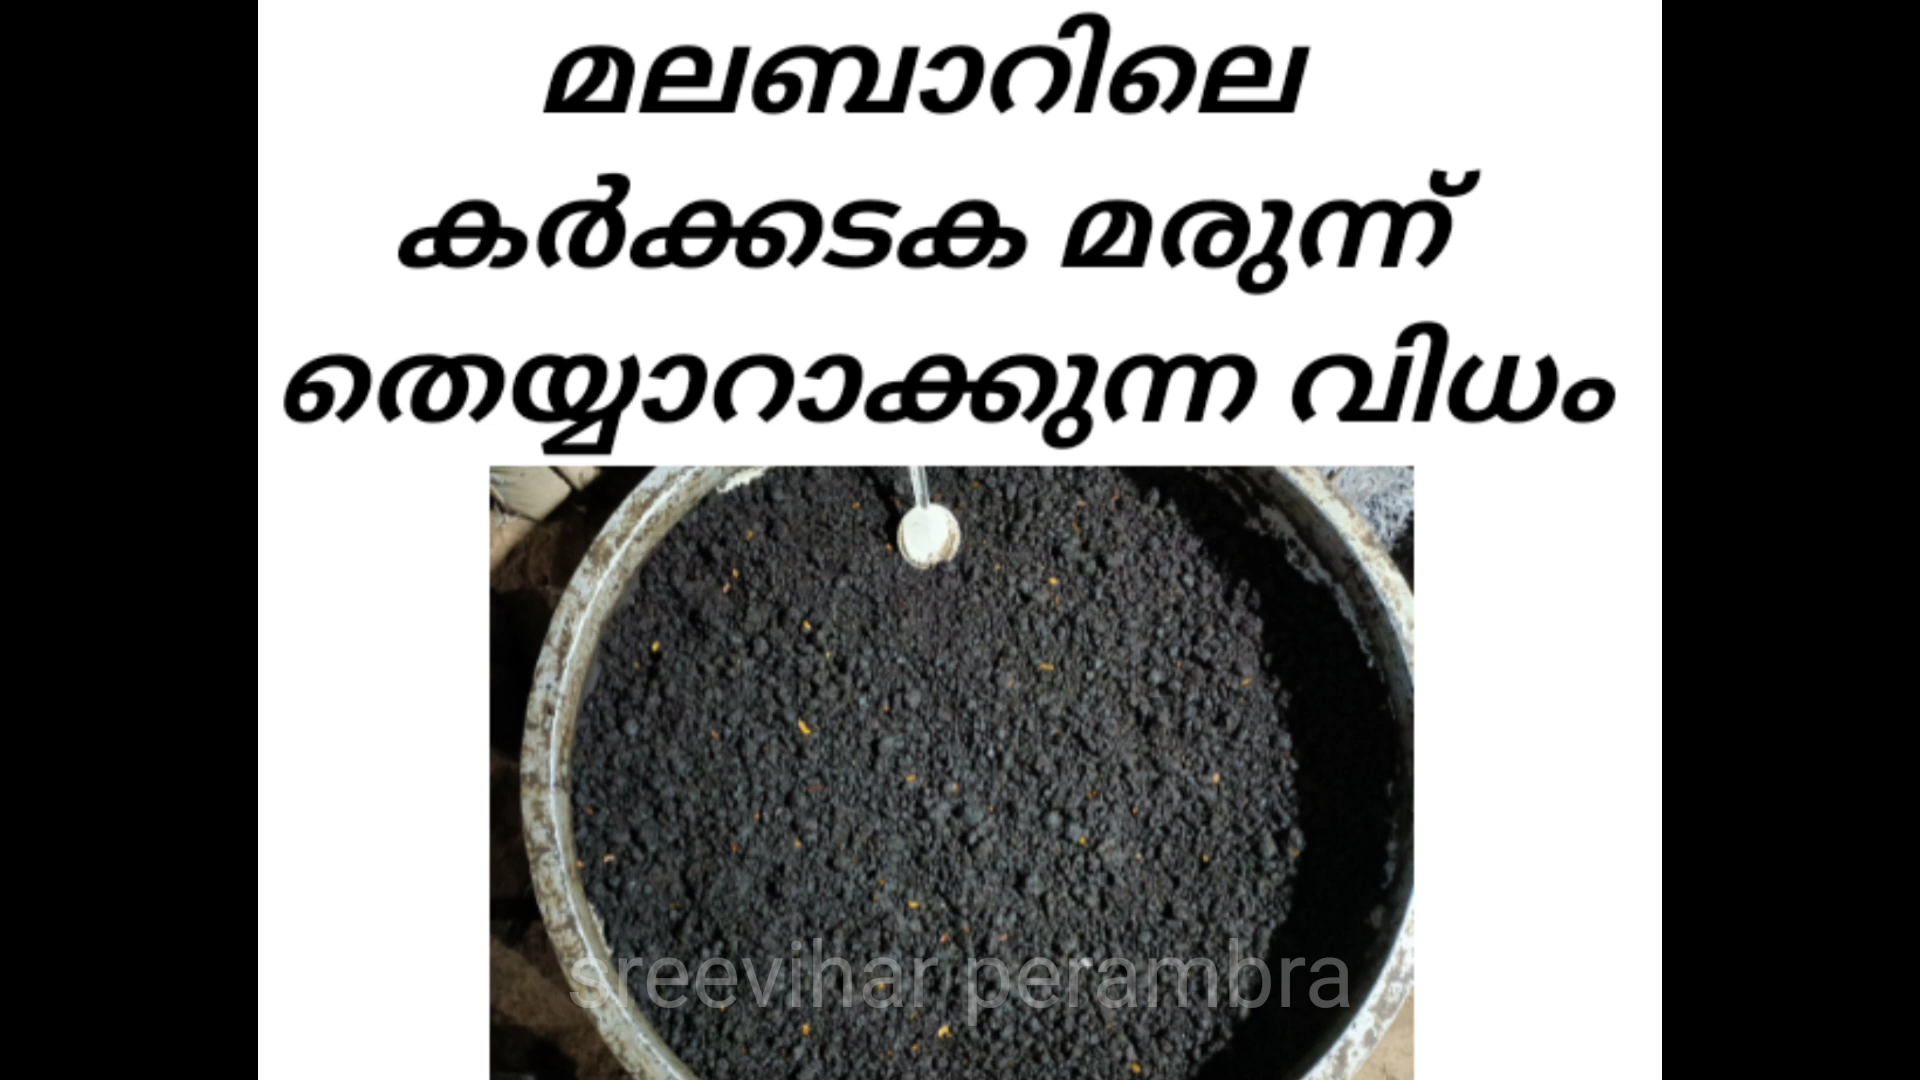 മലബാറിലെ
കർക്കടക മരുന്ന്
തെയ്യാറാക്കുന്ന വിധം
sreevihar perambra